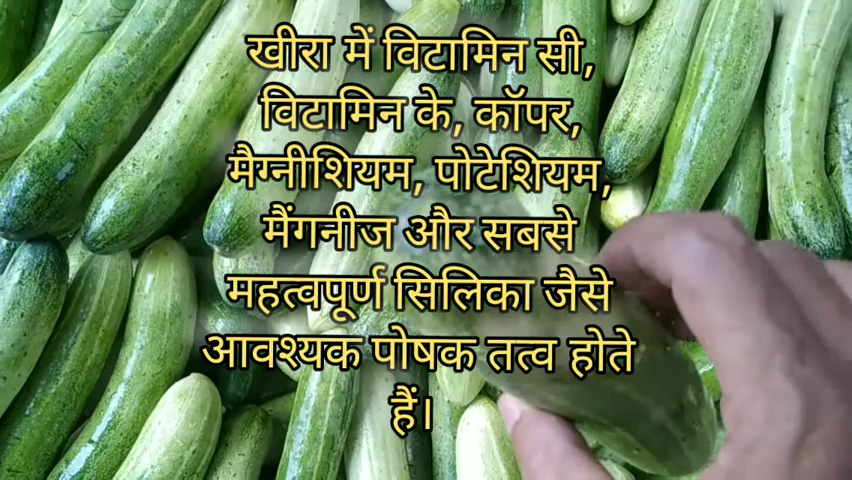 खीरा में विटामिन सी,
विटामिन के, कॉपर,
मैग्नीशियम, पोटेशियम,
मैंगनीज और सबसे
महत्वपूर्ण सिलिका जैसे
आवश्यक पोषक तत्व होते
हैं।